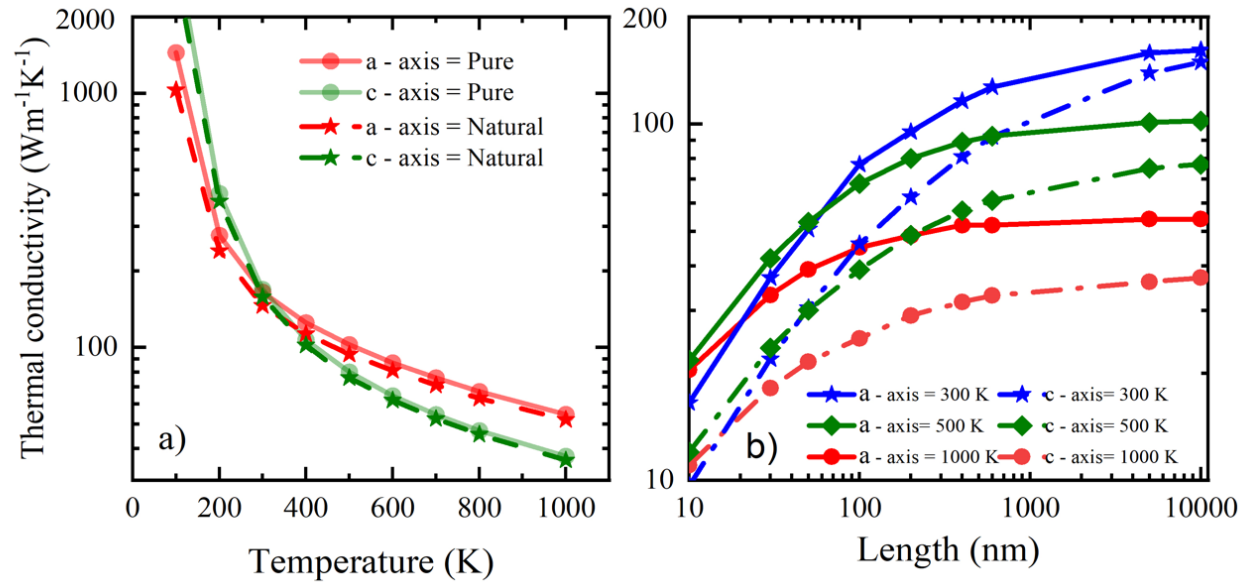 Thermal conductivity (Wm⁻¹K⁻¹)
2000
1000
100
0 200 400 600 800 1000
Temperature (K)
a - axis = Pure
c - axis = Pure
a - axis = Natural
c - axis = Natural
a)
200
100
10
10 100 1000 10000
Length (nm)
a - axis = 300 K c - axis= 300 K
a - axis= 500 K c - axis= 500 K
a - axis = 1000 K c - axis= 1000 K
b)